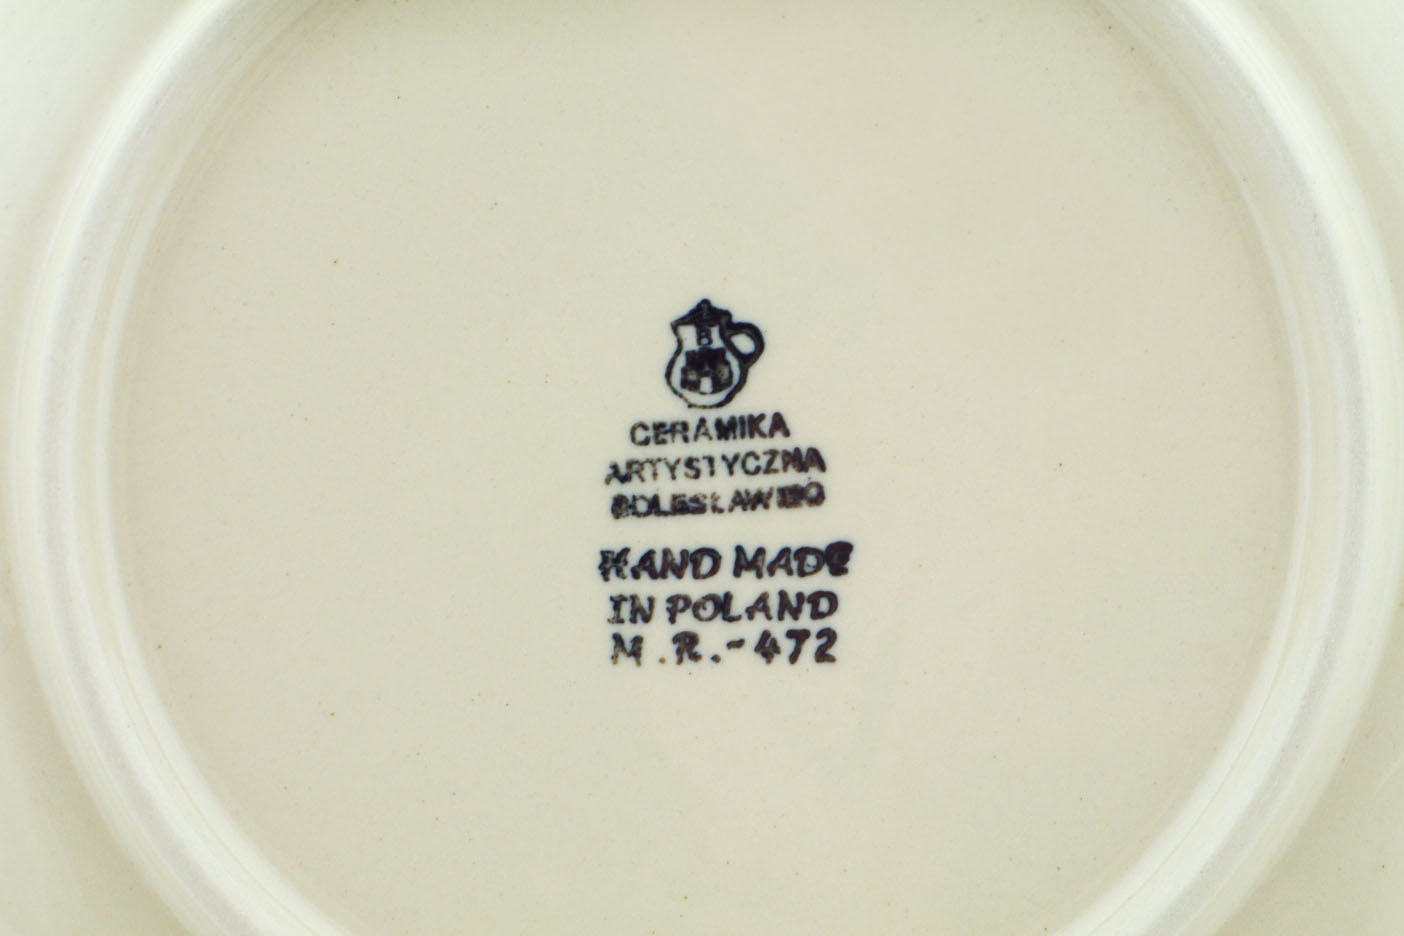 B
CERAMIKA
ARTYSTYCZNA
BOLESŁAWIEC
HAND MADE
IN POLAND
M.R.-472